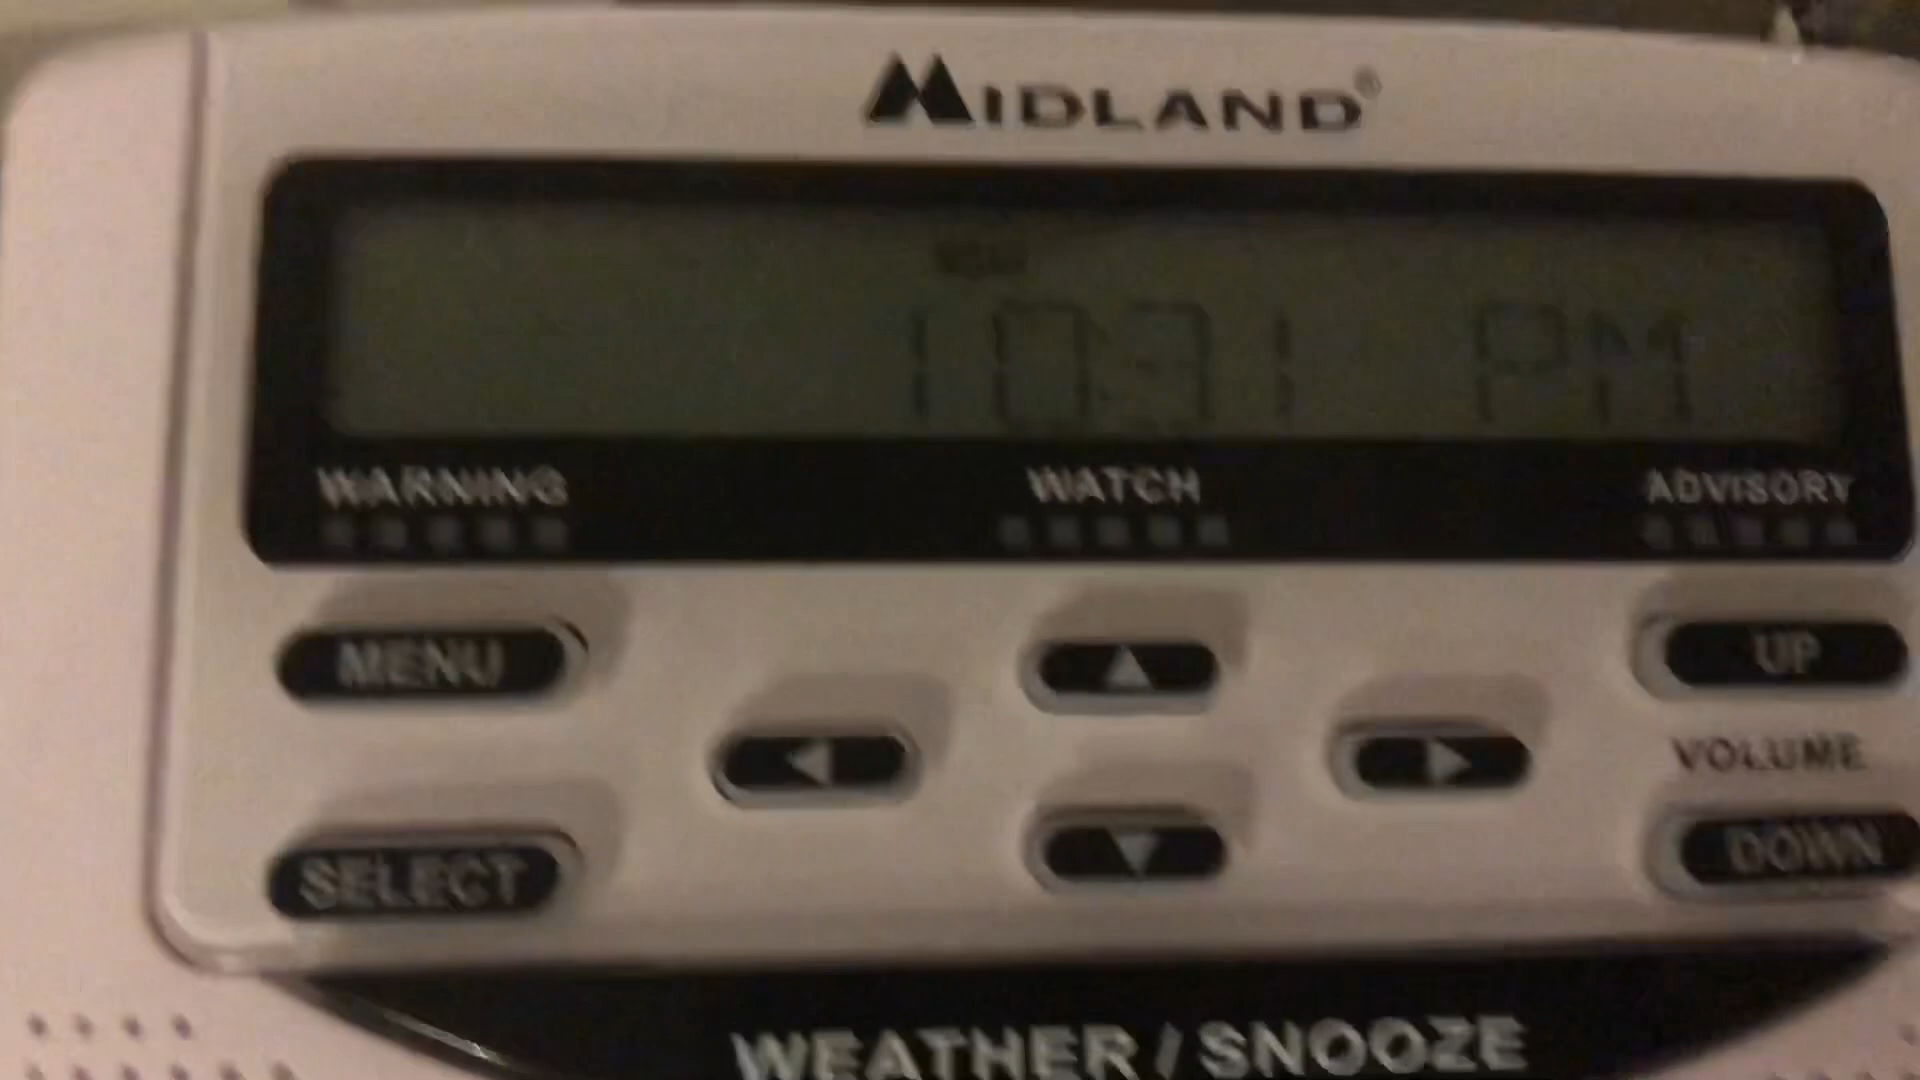 MIDLAND®
10:31 PM
WARNING WATCH ADVISORY
MENU UP
VOLUME
SELECT DOWN
WEATHER / SNOOZE